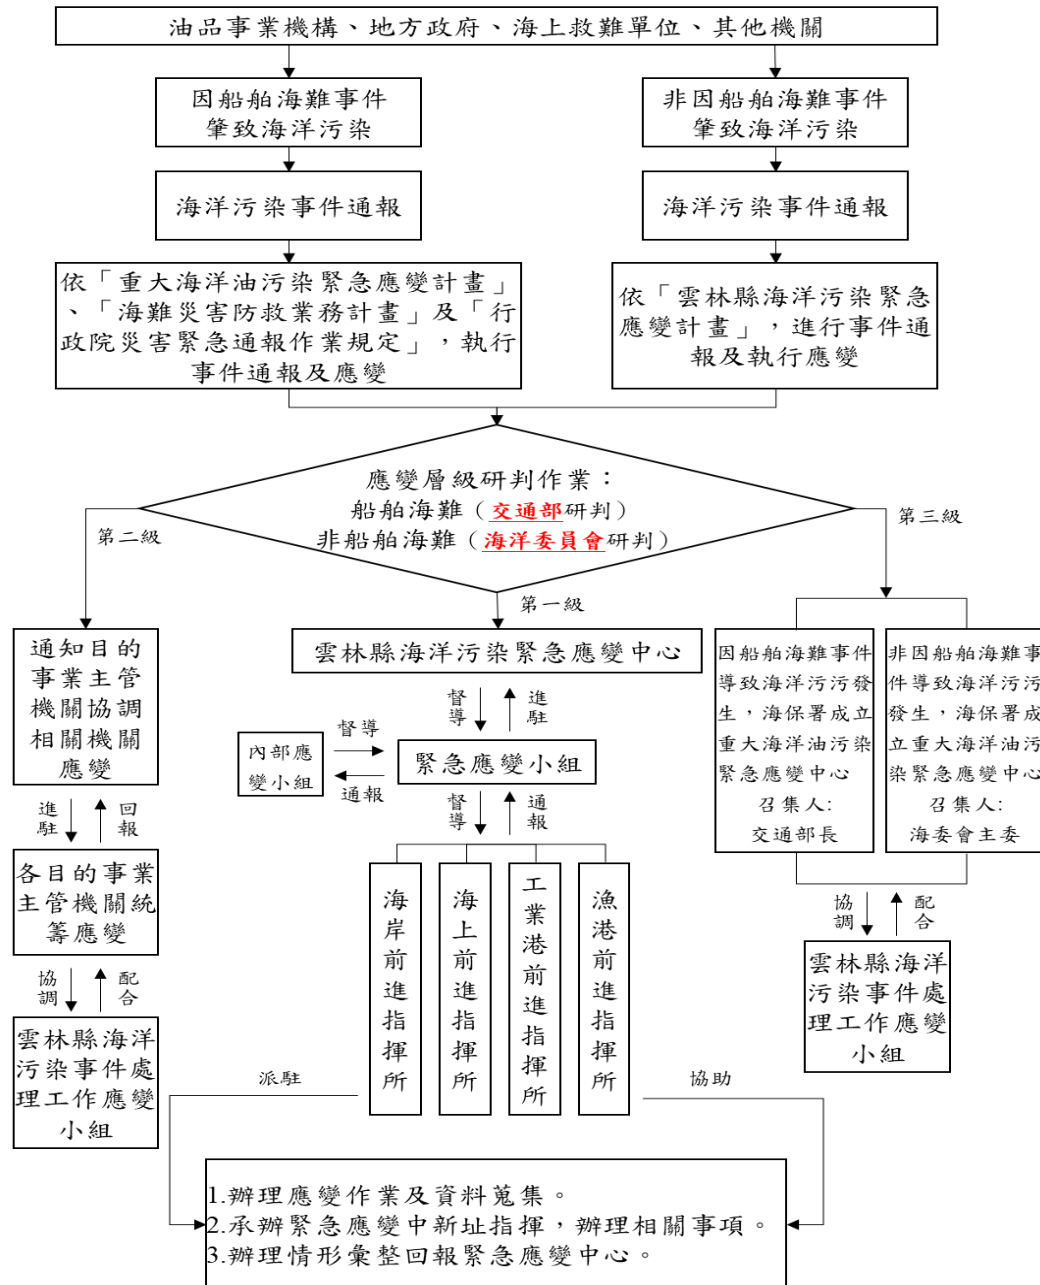 油品事業機構、地方政府、海上救難單位、其他機關
因船舶海難事件
肇致海洋污染
非因船舶海難事件
肇致海洋污染
海洋污染事件通報
海洋污染事件通報
依「重大海洋油污染緊急應變計畫」
、「海難災害防救業務計畫」及「行
政院災害緊急通報作業規定」，執行
事件通報及應變
依「雲林縣海洋污染緊急
應變計畫」，進行事件通
報及執行應變
應變層級研判作業：
船舶海難（交通部研判）
非船舶海難（海洋委員會研判）
第二級
第三級
第一級
通知目的
事業主管
機關協調
相關機關
應變
進駐
回報
各目的事業
主管機關統
籌應變
協調
配合
雲林縣海洋
污染事件處
理工作應變
小組
雲林縣海洋污染緊急應變中心
督導
進駐
內部應
變小組
督導
通報
緊急應變小組
督導
通報
海岸前進指揮所
海上前進指揮所
工業港前進指揮所
漁港前進指揮所
因船舶海難事件
導致海洋污污發
生，海保署成立
重大海洋油污染
緊急應變中心
召集人:
交通部長
非因船舶海難事
件導致海洋污污
發生，海保署成
立重大海洋油污
染緊急應變中心
召集人:
海委會主委
協調
配合
雲林縣海洋
污染事件處
理工作應變
小組
派駐
協助
1.辦理應變作業及資料蒐集。
2.承辦緊急應變中新址指揮，辦理相關事項。
3.辦理情形彙整回報緊急應變中心。